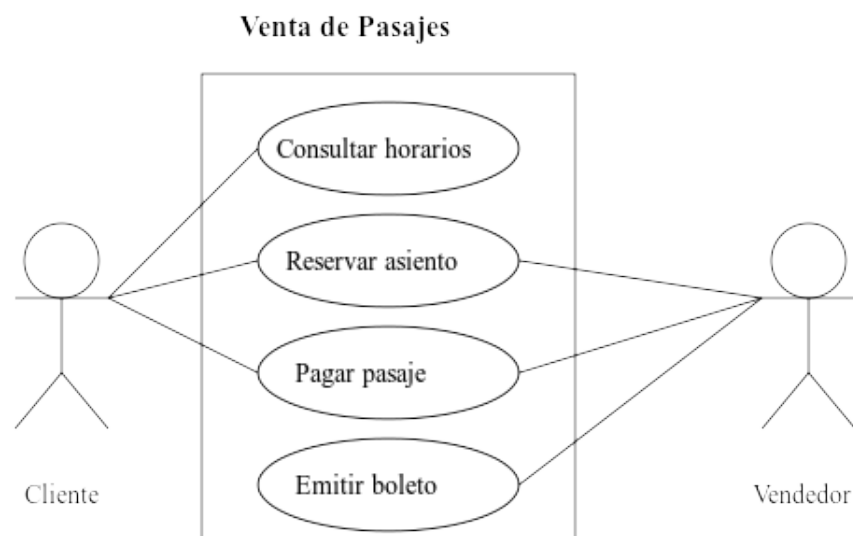 Venta de Pasajes
Consultar horarios
Reservar asiento
Pagar pasaje
Emitir boleto
Cliente
Vendedor